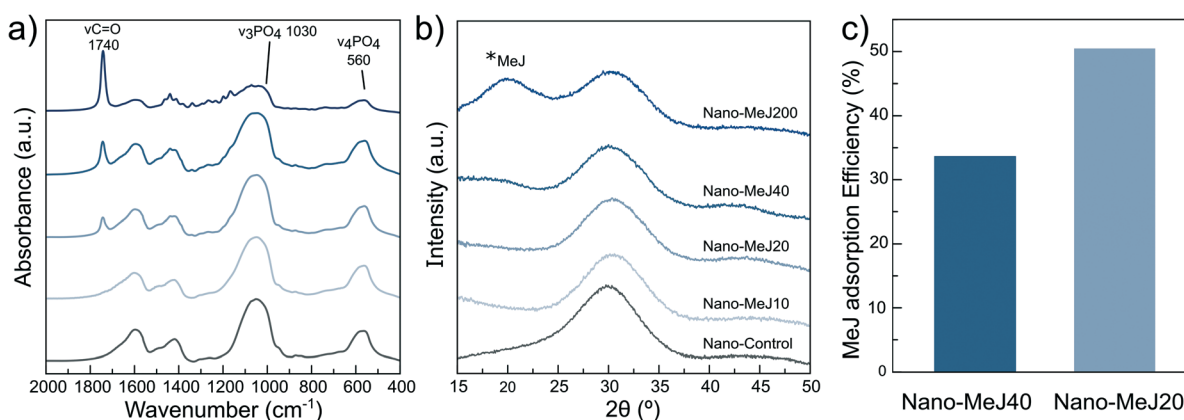 a)
νC=O
1740
ν3PO4 1030
ν4PO4
560
Absorbance (a.u.)
2000 1800 1600 1400 1200 1000 800 600 400
Wavenumber (cm⁻¹)
b)
*MeJ
Nano-MeJ200
Nano-MeJ40
Nano-MeJ20
Nano-MeJ10
Nano-Control
Intensity (a.u.)
15 20 25 30 35 40 45 50
2θ (º)
c)
MeJ adsorption Efficiency (%)
50
40
30
20
10
0
Nano-MeJ40 Nano-MeJ20